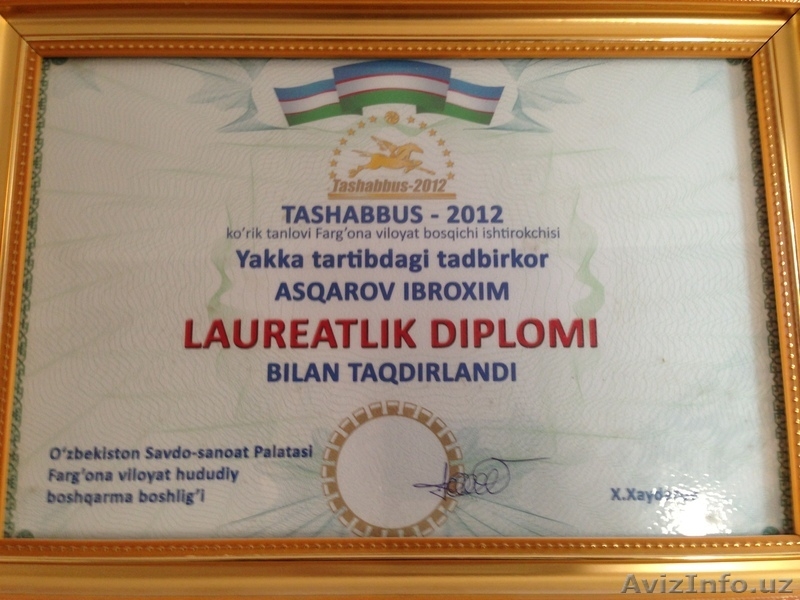 Tashabbus-2012
TASHABBUS - 2012
ko'rik tanlovi Farg'ona viloyat bosqichi ishtirokchisi
Yakka tartibdagi tadbirkor
ASQAROV IBROXIM
LAUREATLIK DIPLOMI
BILAN TAQDIRLANDI
O'zbekiston Savdo-sanoat Palatasi
Farg'ona viloyat hududiy
boshqarma boshlig'i
X.
AvizInfo.uz